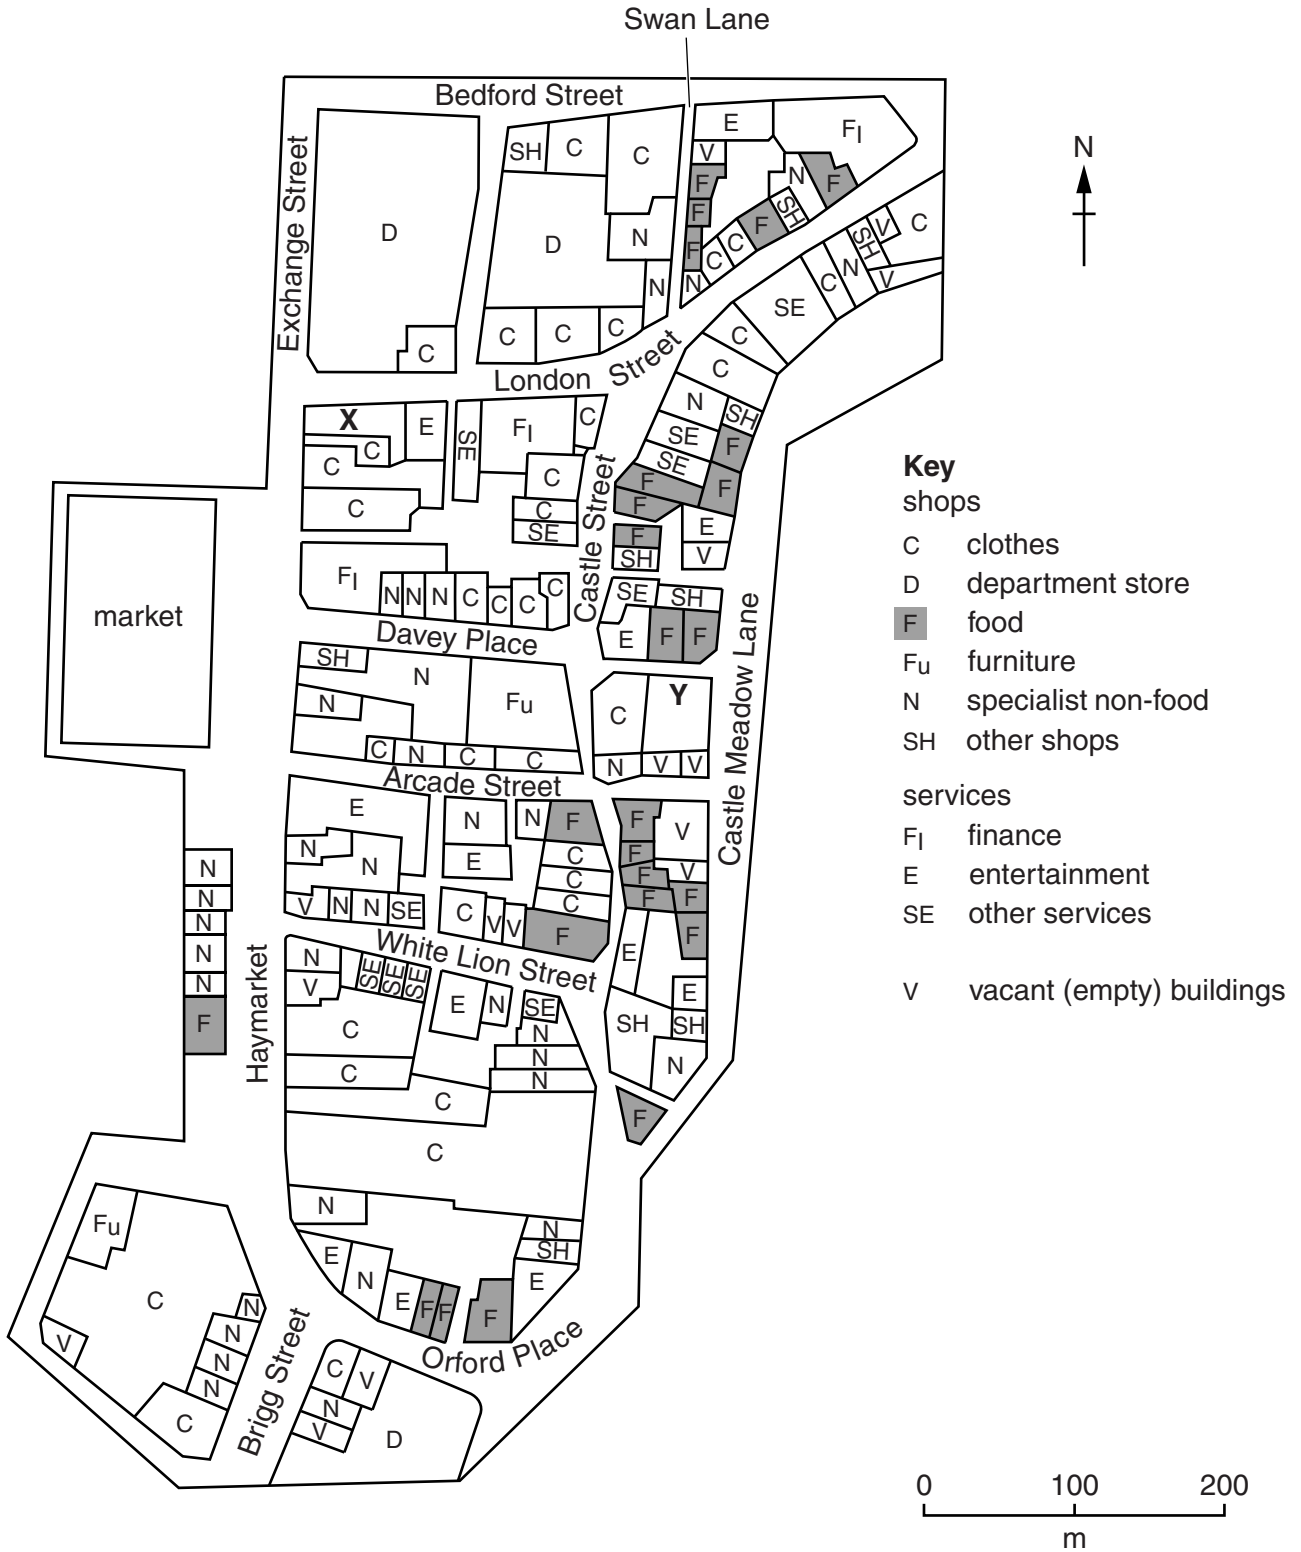 Swan Lane
Bedford Street
E
FI
SH
C
C
V
N
F
F
F
SH
V
C
Exchange Street
D
D
N
F
C
C
F
SH
N
N
C
N
V
SE
C
C
C
C
C
London Street
C
N
X
E
SE
FI
C
N
SH
C
SE
F
C
C
SE
F
F
C
C
F
SE
E
Castle Street
F
SH
V
FI
N
N
N
C
C
C
C
SE
SH
E
F
F
market
Davey Place
SH
N
Fu
N
C
Y
C
N
C
C
N
V
V
Arcade Street
Castle Meadow Lane
E
N
N
F
F
V
N
N
E
C
F
V
C
F
F
V
N
N
SE
C
V
V
C
F
F
F
White Lion Street
E
N
N
N
N
N
F
Haymarket
N
SE
SE
SE
V
E
N
SE
E
C
N
SH
SH
N
C
N
N
C
F
C
N
N
SH
E
N
E
F
F
F
E
Orford Place
Fu
C
N
N
N
N
V
C
Brigg Street
C
V
N
V
D
N
Key
shops
C clothes
D department store
F food
Fu furniture
N specialist non-food
SH other shops
services
FI finance
E entertainment
SE other services
V vacant (empty) buildings
0 100 200
m